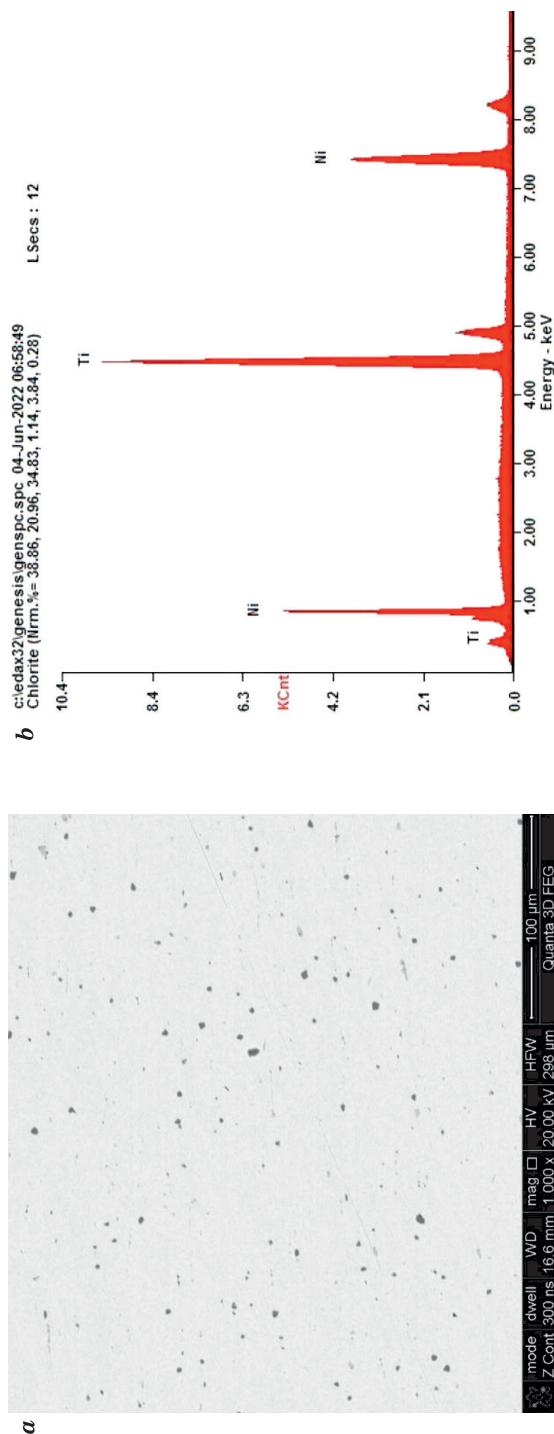 a
mode dwell WD mag □ HV HFW 100 µm
Z Cont 300 ns 16.6 mm 1 000 x 20.00 kV 298 µm Quanta 3D FEG
b
c:\edax32\genesis\genspc.spc 04-Jun-2022 06:58:49
Chlorite (Nrm.%= 38.86, 20.96, 34.83, 1.14, 3.84, 0.28)
LSecs : 12
10.4
8.4
6.3
KCnt
4.2
2.1
0.0
Ti
Ni
Ti
Ni
1.00 2.00 3.00 4.00 5.00 6.00 7.00 8.00 9.00
Energy - keV